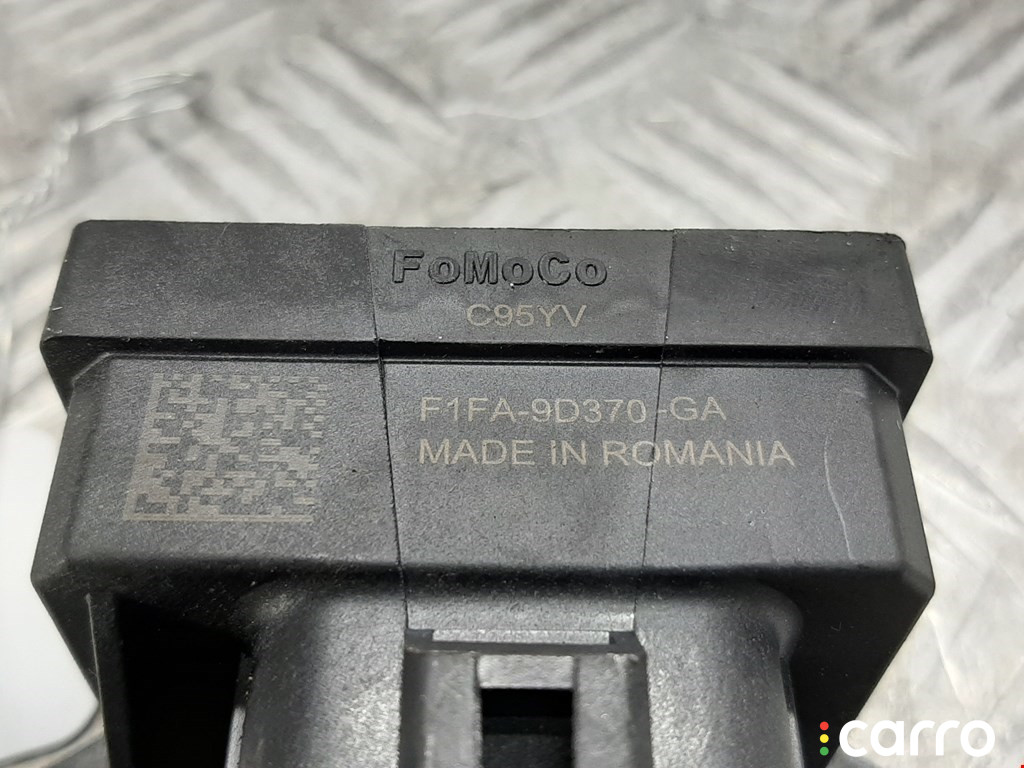 FoMoCo
C95YV
F1FA-9D370-GA
MADE iN ROMANIA
carro